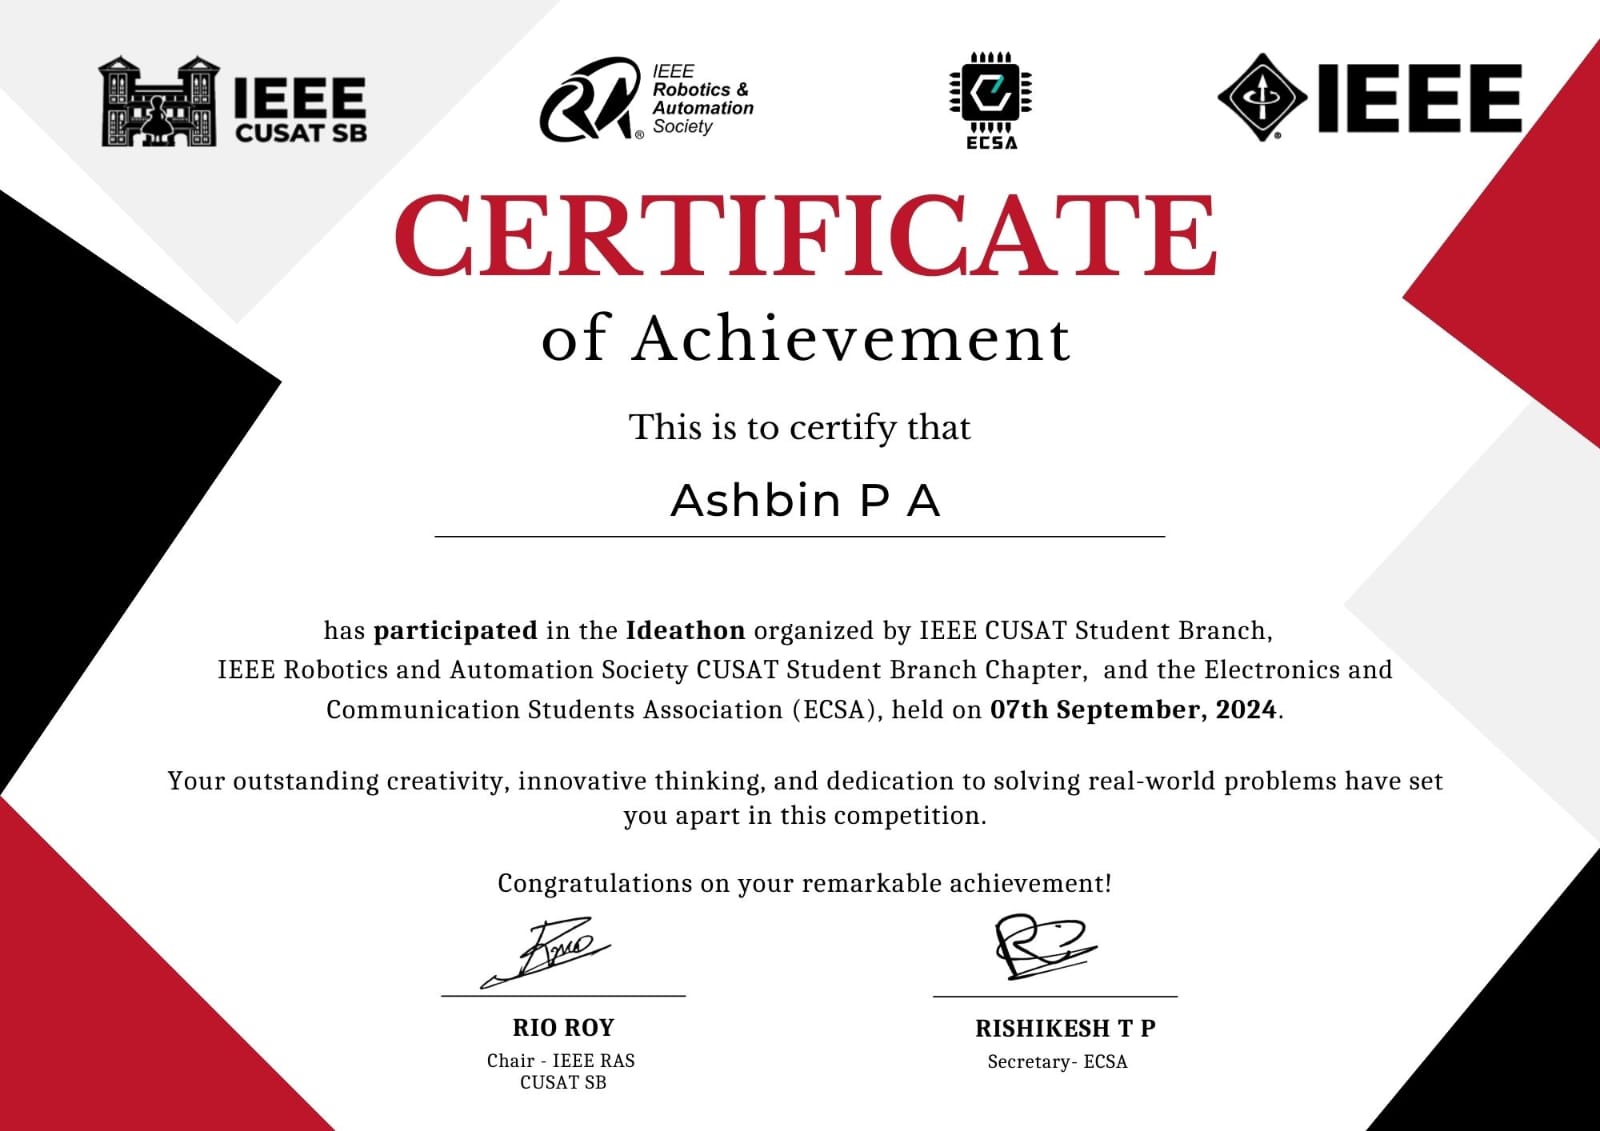 IEEE
CUSAT SB
IEEE
Robotics &
Automation
Society
ECSA
IEEE
CERTIFICATE
of Achievement
This is to certify that
Ashbin P A
has participated in the Ideathon organized by IEEE CUSAT Student Branch,
IEEE Robotics and Automation Society CUSAT Student Branch Chapter, and the Electronics and
Communication Students Association (ECSA), held on 07th September, 2024.
Your outstanding creativity, innovative thinking, and dedication to solving real-world problems have set
you apart in this competition.
Congratulations on your remarkable achievement!
RIO ROY
Chair - IEEE RAS
CUSAT SB
RISHIKESH T P
Secretary- ECSA